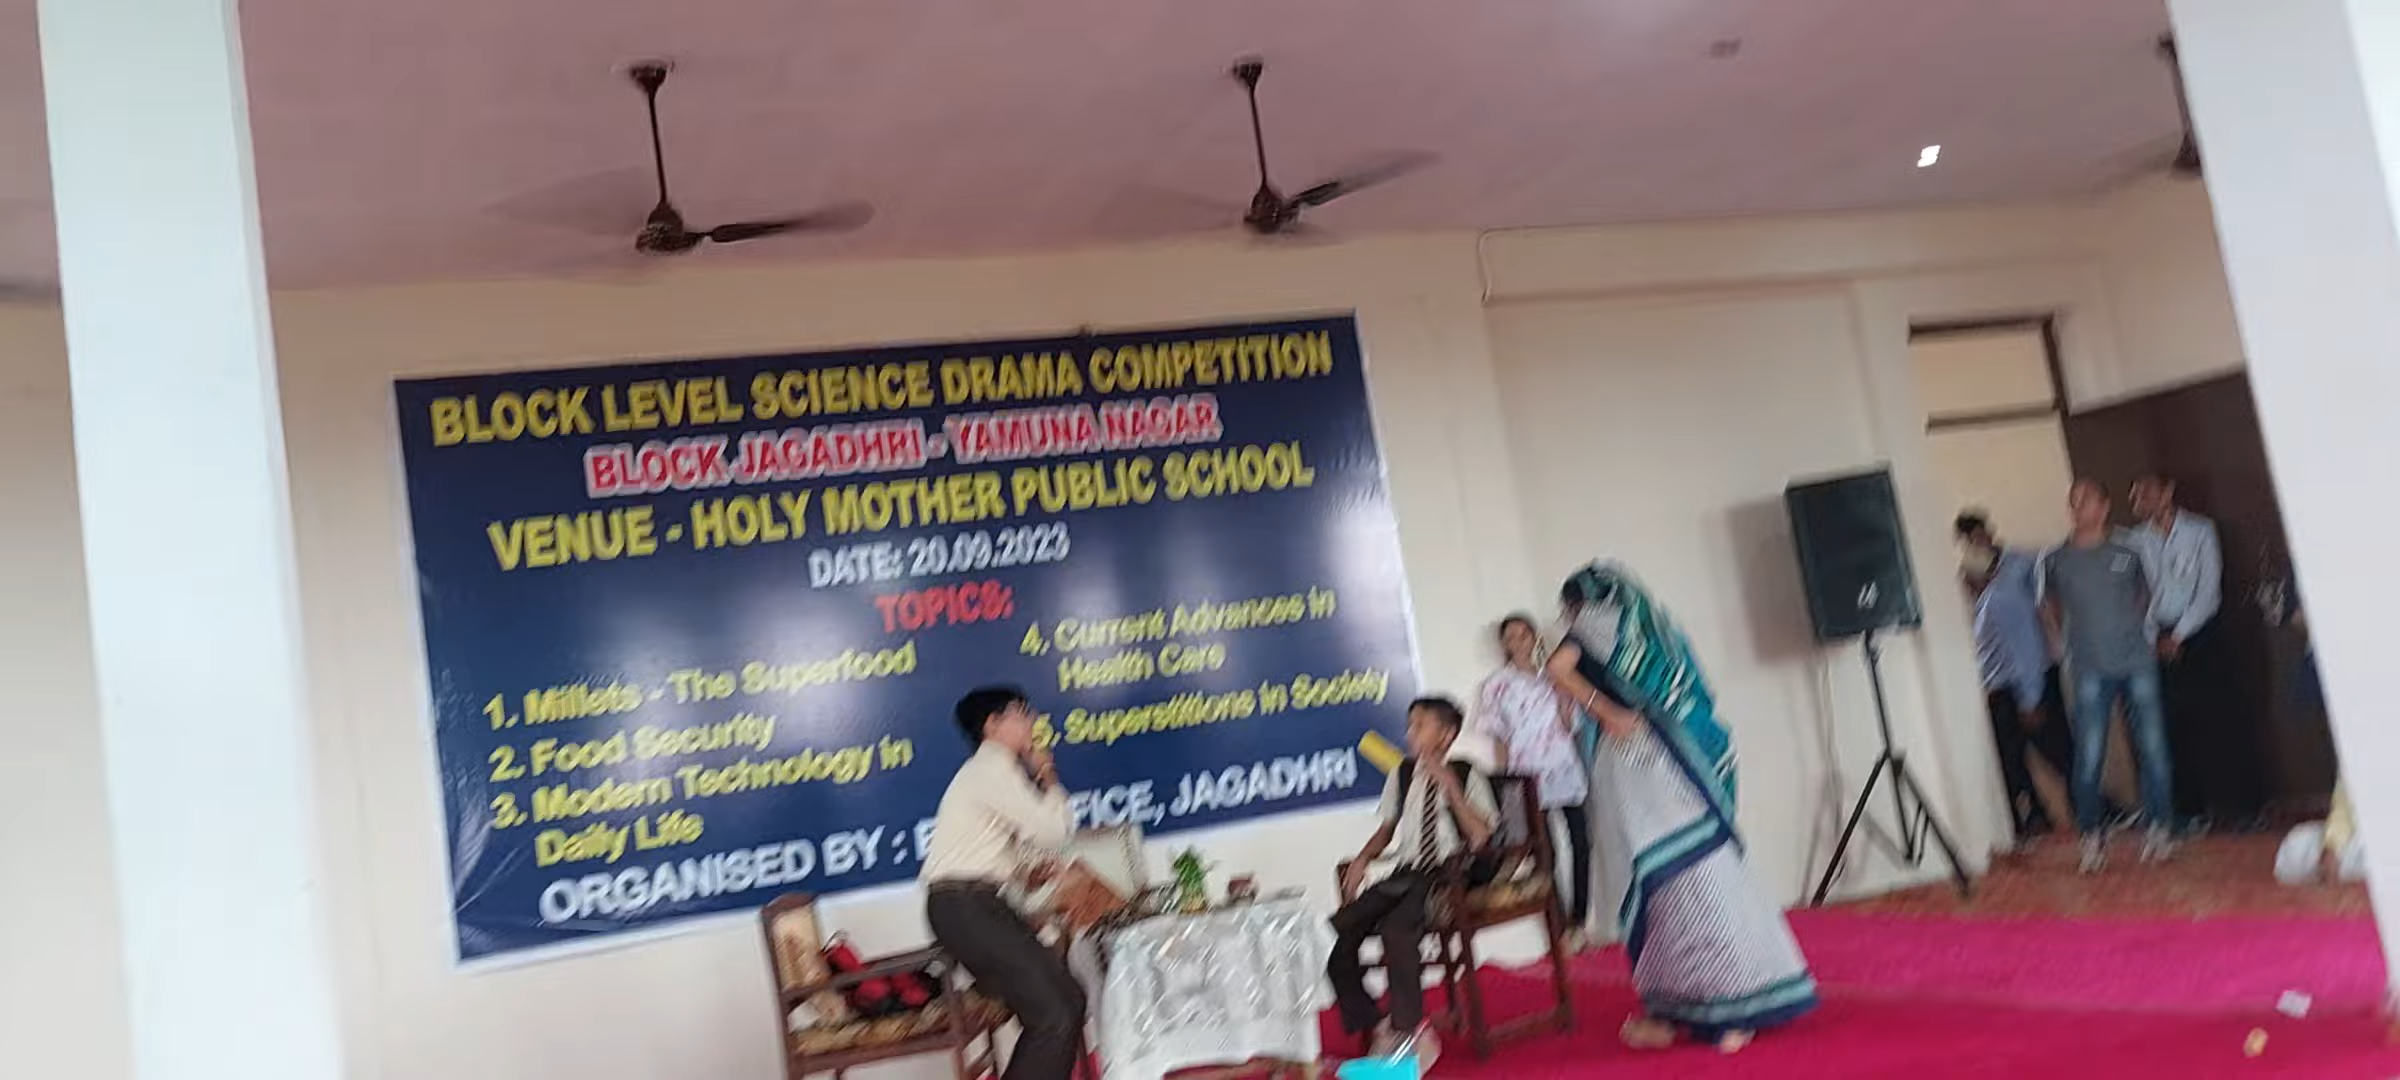 BLOCK LEVEL SCIENCE DRAMA COMPETITION
BLOCK JAGADHRI - YAMUNA NAGAR
VENUE - HOLY MOTHER PUBLIC SCHOOL
DATE: 20.09.2023
TOPICS:
1. Millets - The Superfood
2. Food Security
3. Modern Technology in
Daily Life
4. Current Advances in
Health Care
5. Superstitions in Society
ORGANISED BY : JAGADHRI